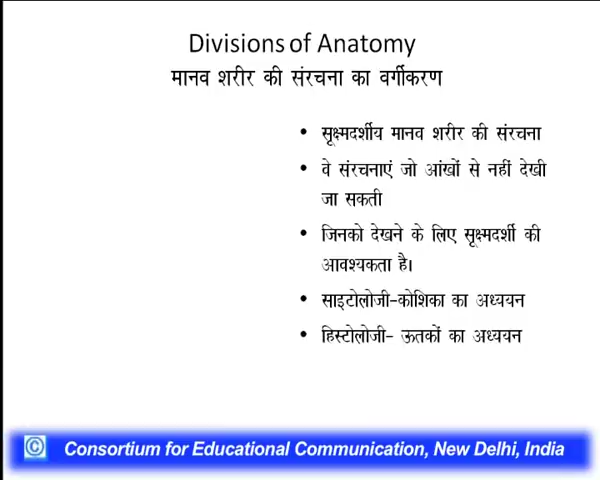 Divisions of Anatomy
मानव शरीर की संरचना का वर्गीकरण
• सूक्ष्मदर्शीय मानव शरीर की संरचना
• वे संरचनाएं जो आंखों से नहीं देखी
जा सकती
• जिनको देखने के लिए सूक्ष्मदर्शी की
आवश्यकता है।
• साइटोलोजी-कोशिका का अध्ययन
• हिस्टोलोजी- ऊतकों का अध्ययन
© Consortium for Educational Communication, New Delhi, India